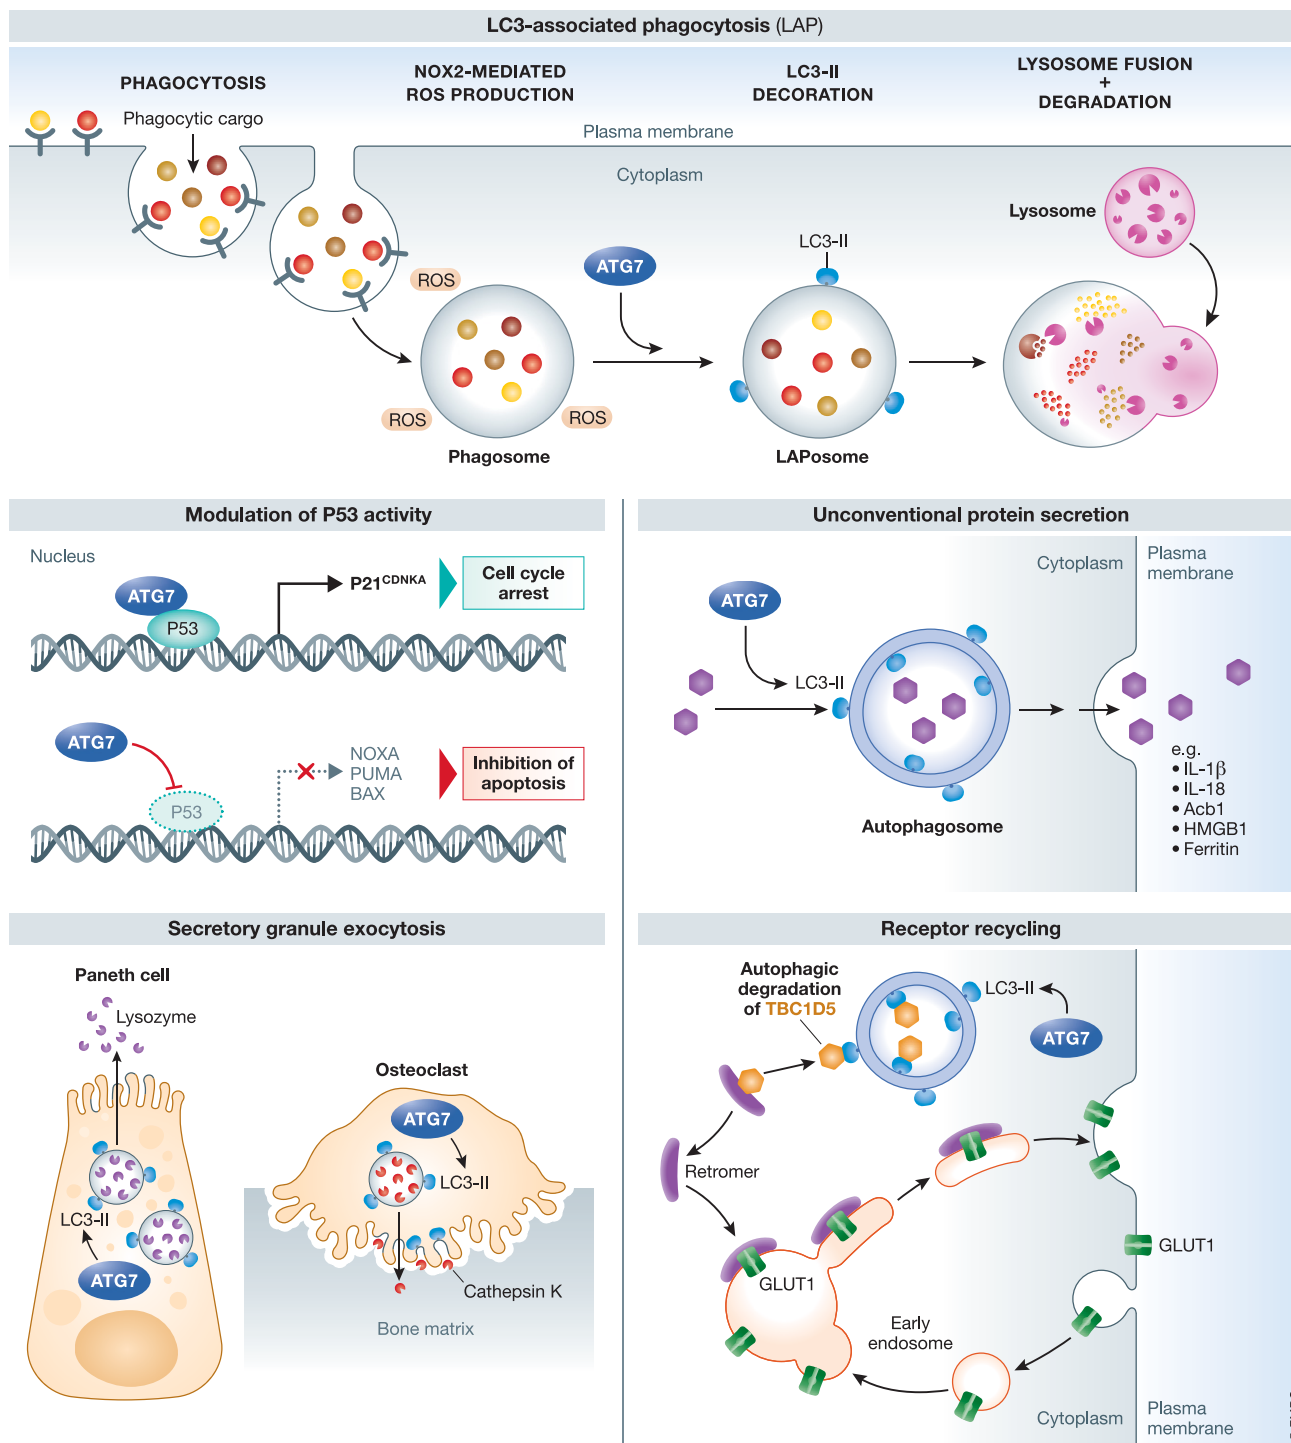 LC3-associated phagocytosis (LAP)
PHAGOCYTOSIS
NOX2-MEDIATED
ROS PRODUCTION
LC3-II
DECORATION
LYSOSOME FUSION
+
DEGRADATION
Phagocytic cargo
Plasma membrane
Cytoplasm
Lysosome
LC3-II
ATG7
ROS
ROS
ROS
Phagosome
LAPosome
Modulation of P53 activity
Nucleus
ATG7
P53
P21CDNKA
Cell cycle
arrest
ATG7
P53
NOXA
PUMA
BAX
Inhibition of
apoptosis
Unconventional protein secretion
Cytoplasm
Plasma
membrane
ATG7
LC3-II
Autophagosome
e.g.
• IL-1β
• IL-18
• Acb1
• HMGB1
• Ferritin
Secretory granule exocytosis
Paneth cell
Lysozyme
LC3-II
ATG7
Osteoclast
ATG7
LC3-II
Cathepsin K
Bone matrix
Receptor recycling
Autophagic
degradation
of TBC1D5
LC3-II
ATG7
Retromer
GLUT1
GLUT1
Early
endosome
Cytoplasm
Plasma
membrane